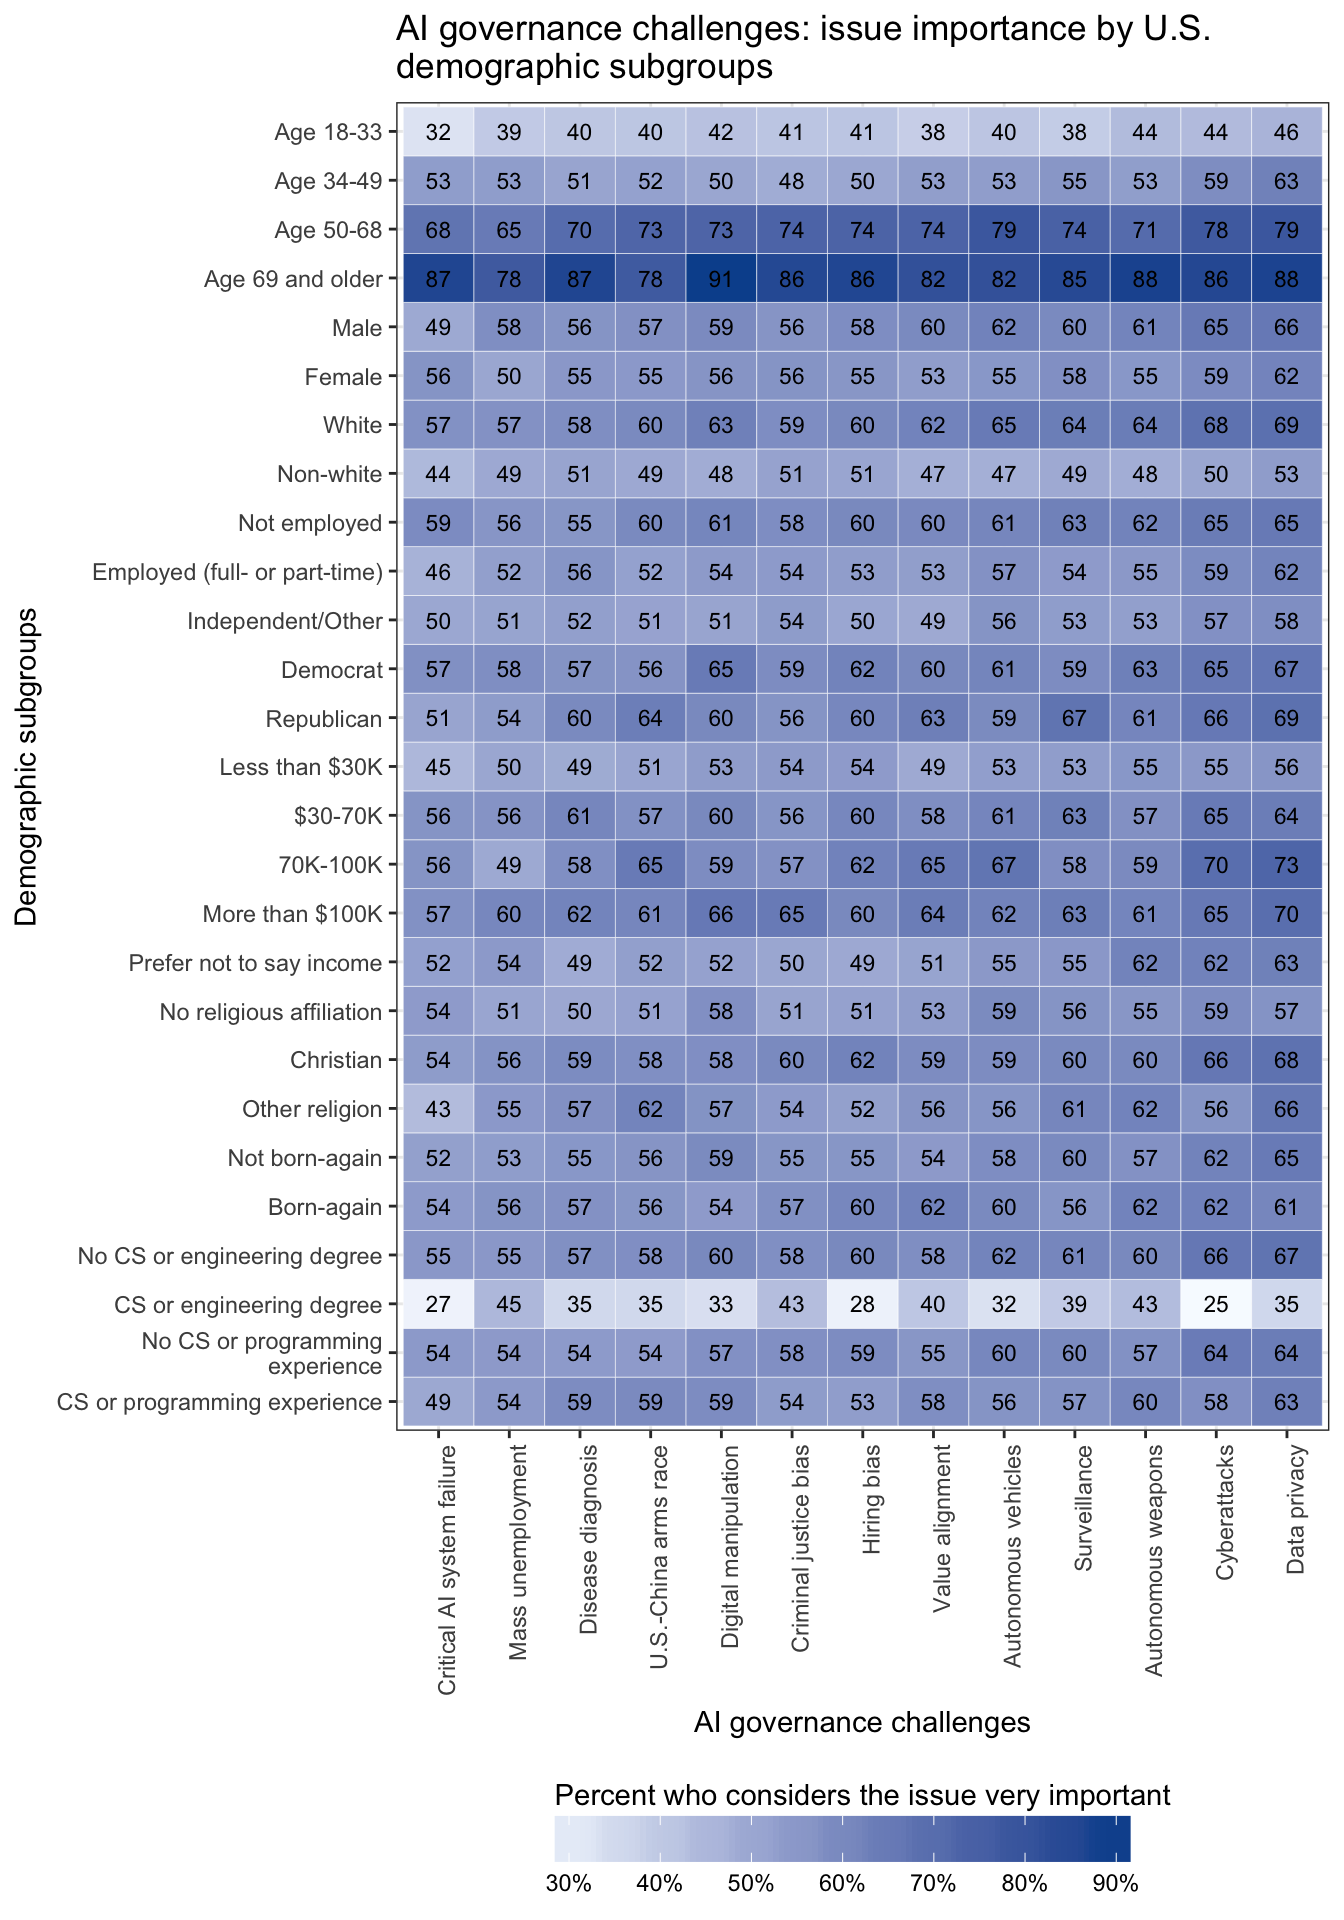 AI governance challenges: issue importance by U.S.
demographic subgroups
Demographic subgroups
Age 18-33 32 39 40 40 42 41 41 38 40 38 44 44 46
Age 34-49 53 53 51 52 50 48 50 53 53 55 53 59 63
Age 50-68 68 65 70 73 73 74 74 74 79 74 71 78 79
Age 69 and older 87 78 87 78 91 86 86 82 82 85 88 86 88
Male 49 58 56 57 59 56 58 60 62 60 61 65 66
Female 56 50 55 55 56 56 55 53 55 58 55 59 62
White 57 57 58 60 63 59 60 62 65 64 64 68 69
Non-white 44 49 51 49 48 51 51 47 47 49 48 50 53
Not employed 59 56 55 60 61 58 60 60 61 63 62 65 65
Employed (full- or part-time) 46 52 56 52 54 54 53 53 57 54 55 59 62
Independent/Other 50 51 52 51 51 54 50 49 56 53 53 57 58
Democrat 57 58 57 56 65 59 62 60 61 59 63 65 67
Republican 51 54 60 64 60 56 60 63 59 67 61 66 69
Less than $30K 45 50 49 51 53 54 54 49 53 53 55 55 56
$30-70K 56 56 61 57 60 56 60 58 61 63 57 65 64
70K-100K 56 49 58 65 59 57 62 65 67 58 59 70 73
More than $100K 57 60 62 61 66 65 60 64 62 63 61 65 70
Prefer not to say income 52 54 49 52 52 50 49 51 55 55 62 62 63
No religious affiliation 54 51 50 51 58 51 51 53 59 56 55 59 57
Christian 54 56 59 58 58 60 62 59 59 60 60 66 68
Other religion 43 55 57 62 57 54 52 56 56 61 62 56 66
Not born-again 52 53 55 56 59 55 55 54 58 60 57 62 65
Born-again 54 56 57 56 54 57 60 62 60 56 62 62 61
No CS or engineering degree 55 55 57 58 60 58 60 58 62 61 60 66 67
CS or engineering degree 27 45 35 35 33 43 28 40 32 39 43 25 35
No CS or programming
experience 54 54 54 54 57 58 59 55 60 60 57 64 64
CS or programming experience 49 54 59 59 59 54 53 58 56 57 60 58 63
Critical AI system failure
Mass unemployment
Disease diagnosis
U.S.-China arms race
Digital manipulation
Criminal justice bias
Hiring bias
Value alignment
Autonomous vehicles
Surveillance
Autonomous weapons
Cyberattacks
Data privacy
AI governance challenges
Percent who considers the issue very important
30% 40% 50% 60% 70% 80% 90%